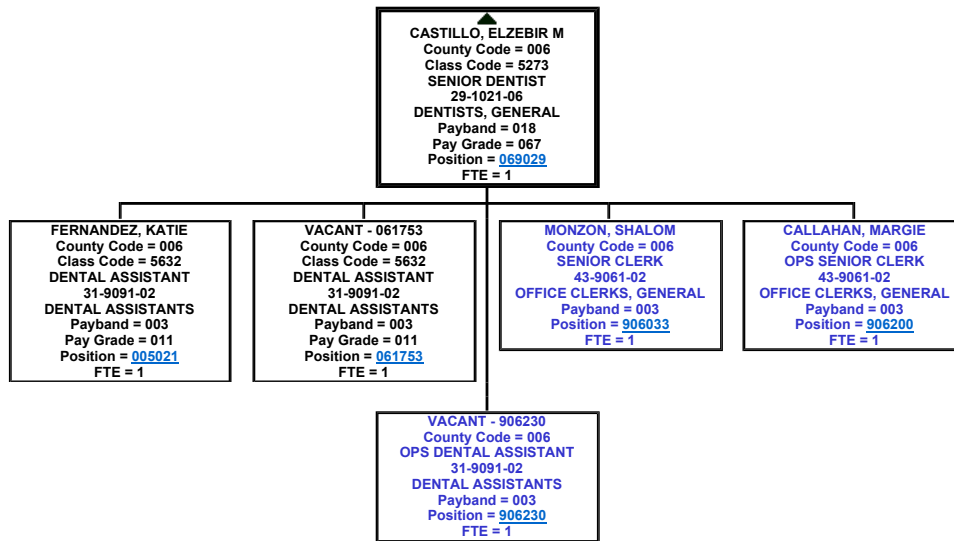 CASTILLO, ELZEBIR M
County Code = 006
Class Code = 5273
SENIOR DENTIST
29-1021-06
DENTISTS, GENERAL
Payband = 018
Pay Grade = 067
Position = 069029
FTE = 1
FERNANDEZ, KATIE
County Code = 006
Class Code = 5632
DENTAL ASSISTANT
31-9091-02
DENTAL ASSISTANTS
Payband = 003
Pay Grade = 011
Position = 005021
FTE = 1
VACANT - 061753
County Code = 006
Class Code = 5632
DENTAL ASSISTANT
31-9091-02
DENTAL ASSISTANTS
Payband = 003
Pay Grade = 011
Position = 061753
FTE = 1
MONZON, SHALOM
County Code = 006
SENIOR CLERK
43-9061-02
OFFICE CLERKS, GENERAL
Payband = 003
Position = 906033
FTE = 1
CALLAHAN, MARGIE
County Code = 006
OPS SENIOR CLERK
43-9061-02
OFFICE CLERKS, GENERAL
Payband = 003
Position = 906200
FTE = 1
VACANT - 906230
County Code = 006
OPS DENTAL ASSISTANT
31-9091-02
DENTAL ASSISTANTS
Payband = 003
Position = 906230
FTE = 1